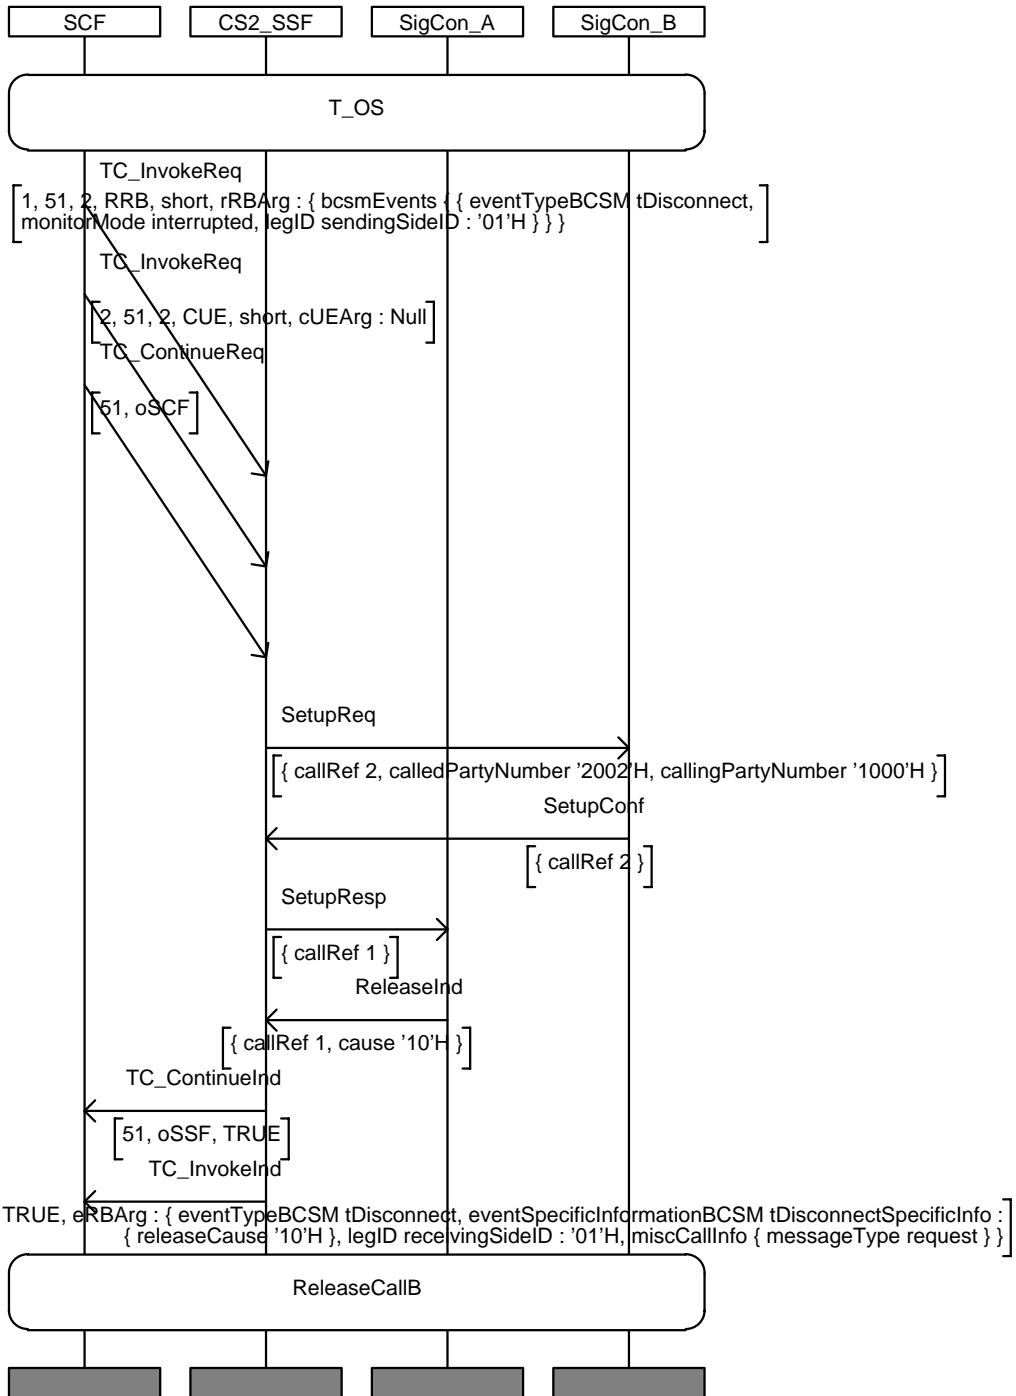 SCF CS2_SSF SigCon_A SigCon_B
T_OS
TC_InvokeReq
1, 51, 2, RRB, short, rRBArg : { bcsmEvents { { eventTypeBCSM tDisconnect,
monitorMode interrupted, legID sendingSideID : '01'H } } }
TC_InvokeReq
2, 51, 2, CUE, short, cUEArg : Null
TC_ContinueReq
51, oSCF
SetupReq
{ callRef 2, calledPartyNumber '2002'H, callingPartyNumber '1000'H }
SetupConf
{ callRef 2 }
SetupResp
{ callRef 1 }
ReleaseInd
{ callRef 1, cause '10'H }
TC_ContinueInd
51, oSSF, TRUE
TC_InvokeInd
TRUE, eRBArg : { eventTypeBCSM tDisconnect, eventSpecificInformationBCSM tDisconnectSpecificInfo :
{ releaseCause '10'H }, legID receivingSideID : '01'H, miscCallInfo { messageType request } }
ReleaseCallB